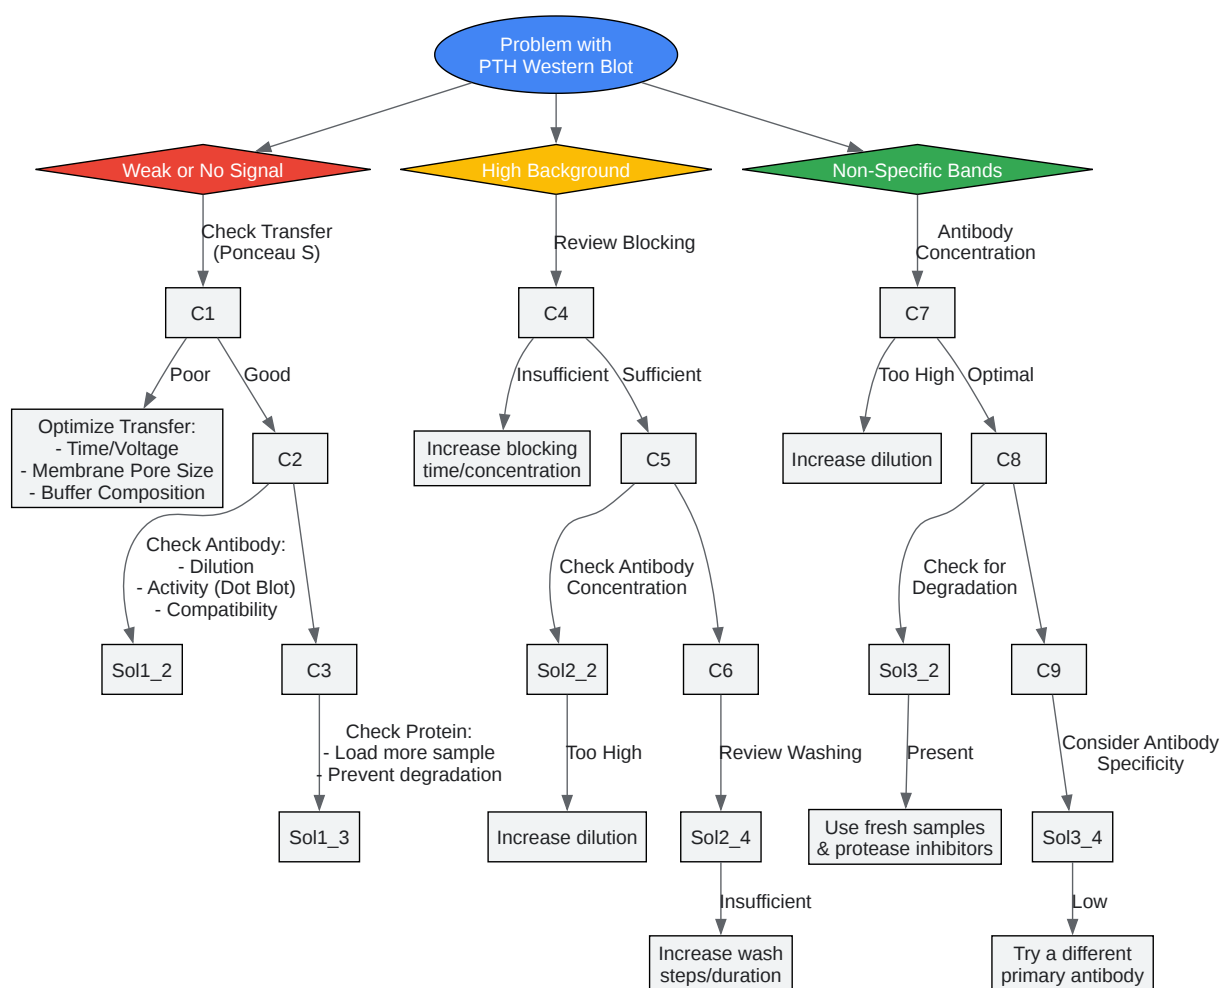 Problem with
PTH Western Blot
Weak or No Signal
High Background
Non-Specific Bands
Check Transfer
(Ponceau S)
Review Blocking
Antibody
Concentration
C1
C4
C7
Poor
Good
Insufficient
Sufficient
Too High
Optimal
Optimize Transfer:
- Time/Voltage
- Membrane Pore Size
- Buffer Composition
C2
Increase blocking
time/concentration
C5
Increase dilution
C8
Check Antibody:
- Dilution
- Activity (Dot Blot)
- Compatibility
Check Antibody
Concentration
Check for
Degradation
Sol1_2
C3
Sol2_2
C6
Sol3_2
C9
Check Protein:
- Load more sample
- Prevent degradation
Too High
Review Washing
Present
Consider Antibody
Specificity
Sol1_3
Increase dilution
Sol2_4
Use fresh samples
& protease inhibitors
Sol3_4
Insufficient
Low
Increase wash
steps/duration
Try a different
primary antibody